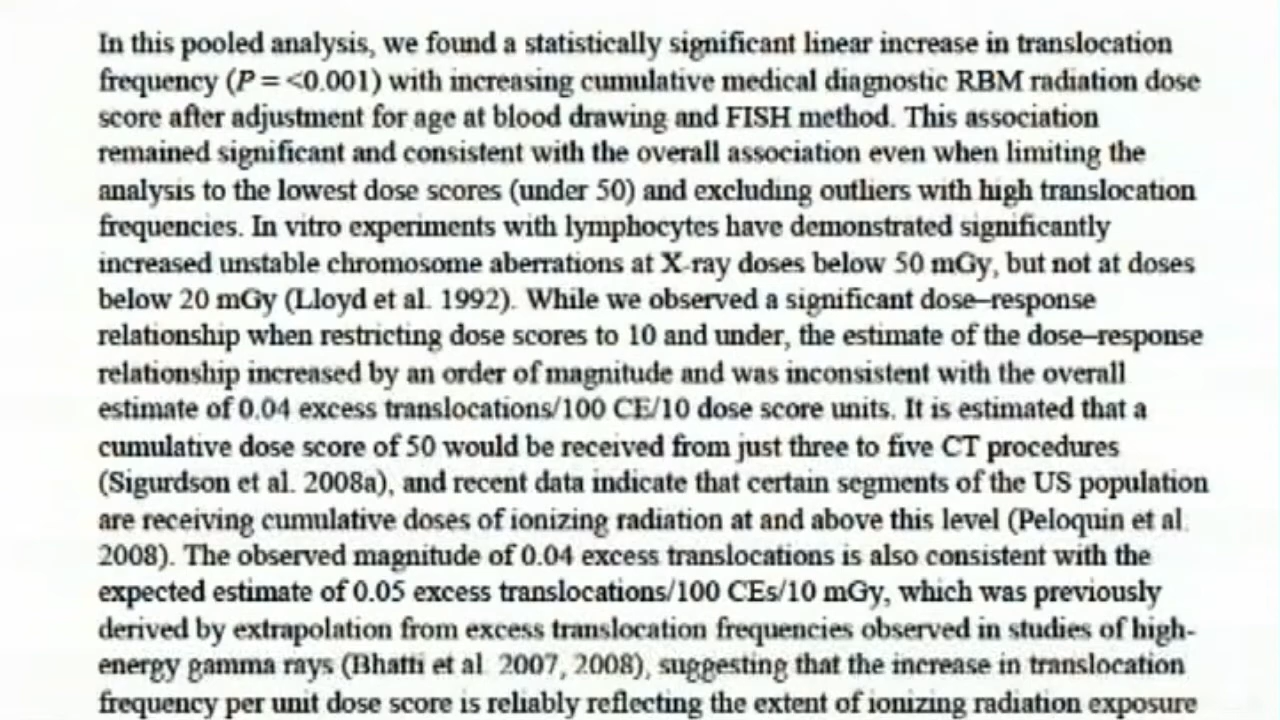 In this pooled analysis, we found a statistically significant linear increase in translocation
frequency (P = <0.001) with increasing cumulative medical diagnostic RBM radiation dose
score after adjustment for age at blood drawing and FISH method. This association
remained significant and consistent with the overall association even when limiting the
analysis to the lowest dose scores (under 50) and excluding outliers with high translocation
frequencies. In vitro experiments with lymphocytes have demonstrated significantly
increased unstable chromosome aberrations at X-ray doses below 50 mGy, but not at doses
below 20 mGy (Lloyd et al. 1992). While we observed a significant dose–response
relationship when restricting dose scores to 10 and under, the estimate of the dose–response
relationship increased by an order of magnitude and was inconsistent with the overall
estimate of 0.04 excess translocations/100 CE/10 dose score units. It is estimated that a
cumulative dose score of 50 would be received from just three to five CT procedures
(Sigurdson et al. 2008a), and recent data indicate that certain segments of the US population
are receiving cumulative doses of ionizing radiation at and above this level (Peloquin et al.
2008). The observed magnitude of 0.04 excess translocations is also consistent with the
expected estimate of 0.05 excess translocations/100 CEs/10 mGy, which was previously
derived by extrapolation from excess translocation frequencies observed in studies of high-
energy gamma rays (Bhatti et al. 2007, 2008), suggesting that the increase in translocation
frequency per unit dose score is reliably reflecting the extent of ionizing radiation exposure